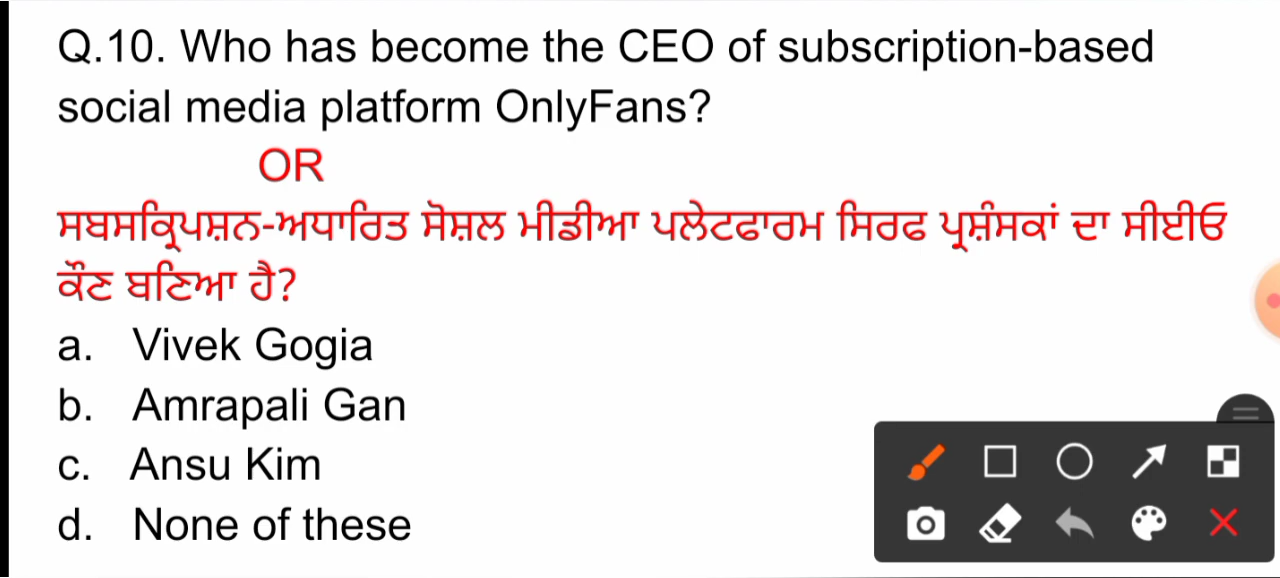 Q.10. Who has become the CEO of subscription-based
social media platform OnlyFans?
OR
ਸਬਸਕ੍ਰਿਪਸ਼ਨ-ਅਧਾਰਿਤ ਸੋਸ਼ਲ ਮੀਡੀਆ ਪਲੇਟਫਾਰਮ ਸਿਰਫ ਪ੍ਰਸ਼ੰਸਕਾਂ ਦਾ ਸੀਈਓ
ਕੌਣ ਬਣਿਆ ਹੈ?
a. Vivek Gogia
b. Amrapali Gan
c. Ansu Kim
d. None of these